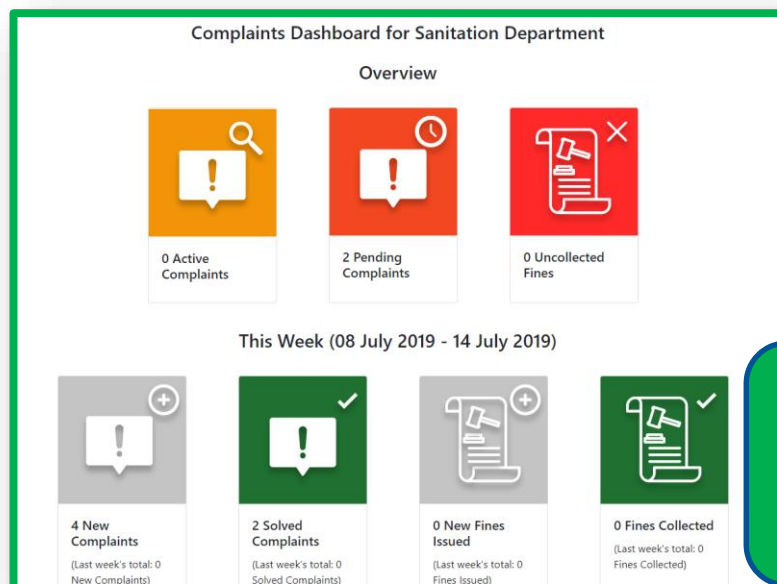 Complaints Dashboard for Sanitation Department
Overview
0 Active
Complaints
2 Pending
Complaints
0 Uncollected
Fines
This Week (08 July 2019 - 14 July 2019)
4 New
Complaints
(Last week's total: 0
New Complaints)
2 Solved
Complaints
(Last week's total: 0
Solved Complaints)
0 New Fines
Issued
(Last week's total: 0
Fines Issued)
0 Fines Collected
(Last week's total: 0
Fines Collected)